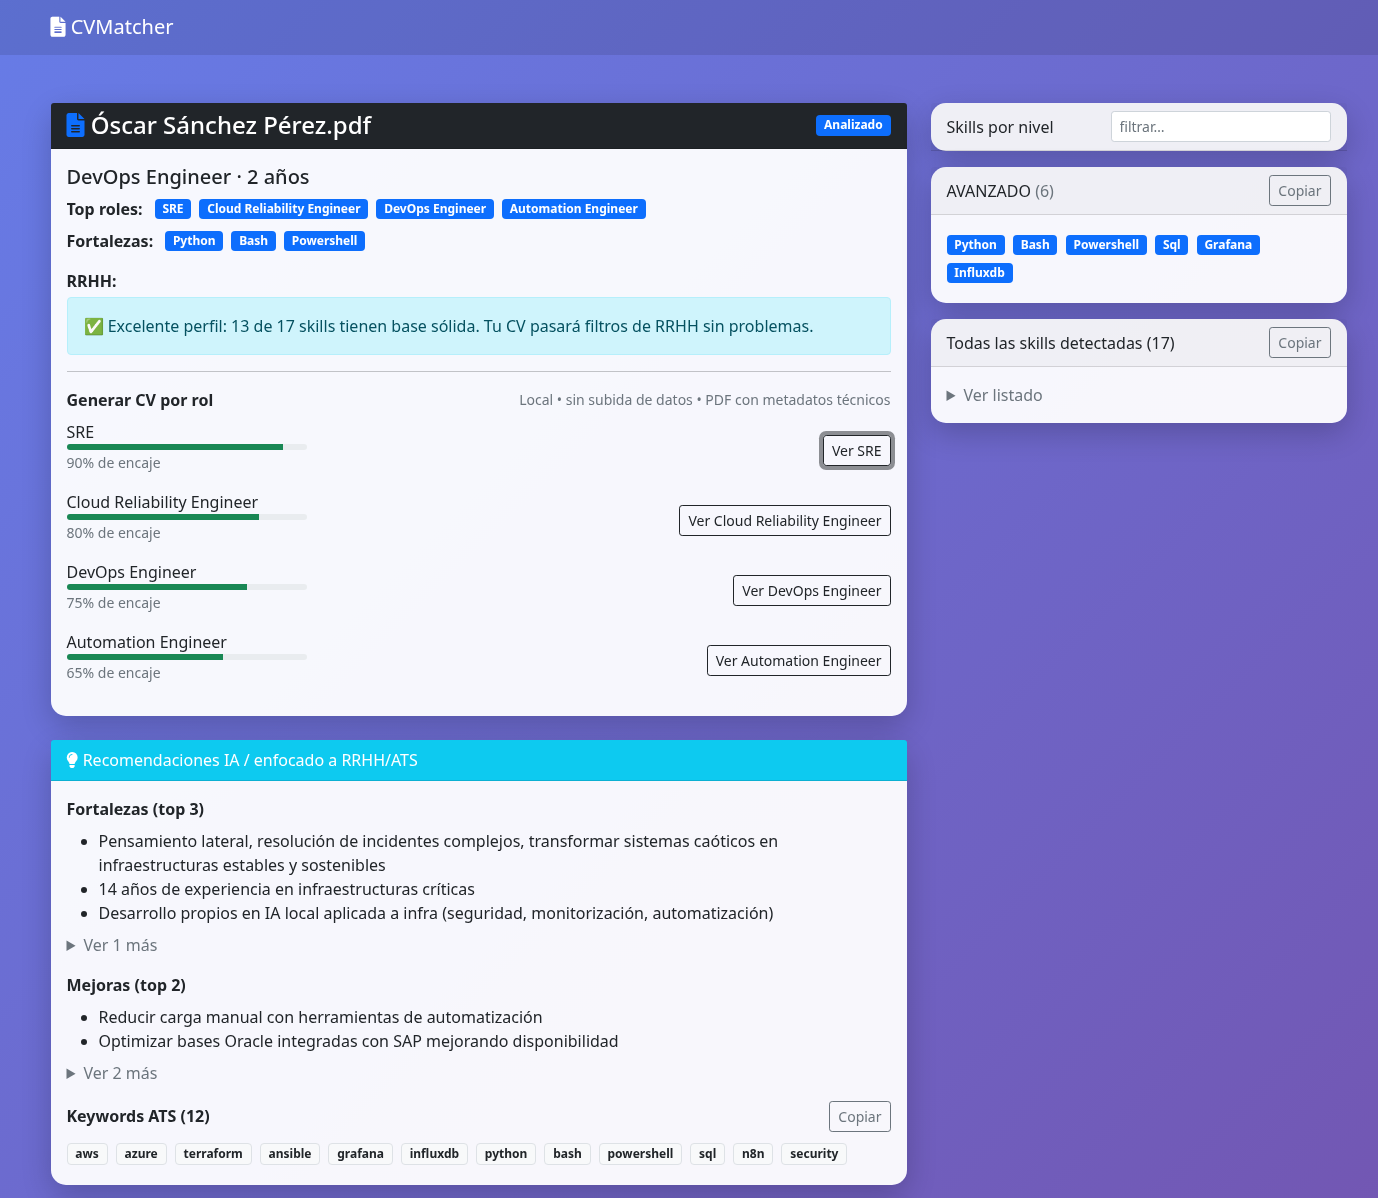 CVMatcher
Óscar Sánchez Pérez.pdf
Analizado
DevOps Engineer · 2 años
Top roles: SRE Cloud Reliability Engineer DevOps Engineer Automation Engineer
Fortalezas: Python Bash Powershell
RRHH:
✅ Excelente perfil: 13 de 17 skills tienen base sólida. Tu CV pasará filtros de RRHH sin problemas.
Generar CV por rol
Local • sin subida de datos • PDF con metadatos técnicos
SRE
90% de encaje
Ver SRE
Cloud Reliability Engineer
80% de encaje
Ver Cloud Reliability Engineer
DevOps Engineer
75% de encaje
Ver DevOps Engineer
Automation Engineer
65% de encaje
Ver Automation Engineer
Recomendaciones IA / enfocado a RRHH/ATS
Fortalezas (top 3)
• Pensamiento lateral, resolución de incidentes complejos, transformar sistemas caóticos en
infraestructuras estables y sostenibles
• 14 años de experiencia en infraestructuras críticas
• Desarrollo propios en IA local aplicada a infra (seguridad, monitorización, automatización)
Ver 1 más
Mejoras (top 2)
• Reducir carga manual con herramientas de automatización
• Optimizar bases Oracle integradas con SAP mejorando disponibilidad
Ver 2 más
Keywords ATS (12)
Copiar
aws azure terraform ansible grafana influxdb python bash powershell sql n8n security
Skills por nivel
filtrar...
AVANZADO (6)
Copiar
Python Bash Powershell Sql Grafana
Influxdb
Todas las skills detectadas (17)
Copiar
Ver listado